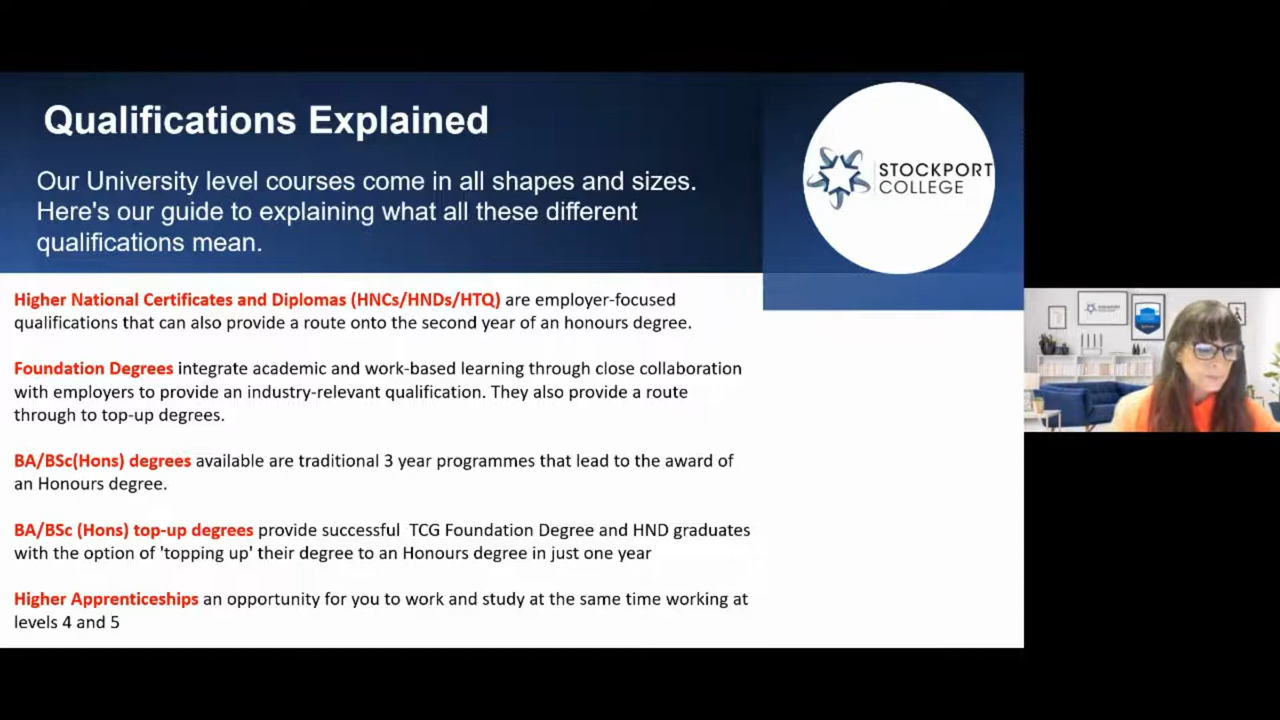 Qualifications Explained
Our University level courses come in all shapes and sizes.
Here's our guide to explaining what all these different
qualifications mean.
STOCKPORT
COLLEGE
Higher National Certificates and Diplomas (HNCs/HNDs/HTQ) are employer-focused
qualifications that can also provide a route onto the second year of an honours degree.
Foundation Degrees integrate academic and work-based learning through close collaboration
with employers to provide an industry-relevant qualification. They also provide a route
through to top-up degrees.
BA/BSc(Hons) degrees available are traditional 3 year programmes that lead to the award of
an Honours degree.
BA/BSc (Hons) top-up degrees provide successful  TCG Foundation Degree and HND graduates
with the option of 'topping up' their degree to an Honours degree in just one year
Higher Apprenticeships an opportunity for you to work and study at the same time working at
levels 4 and 5